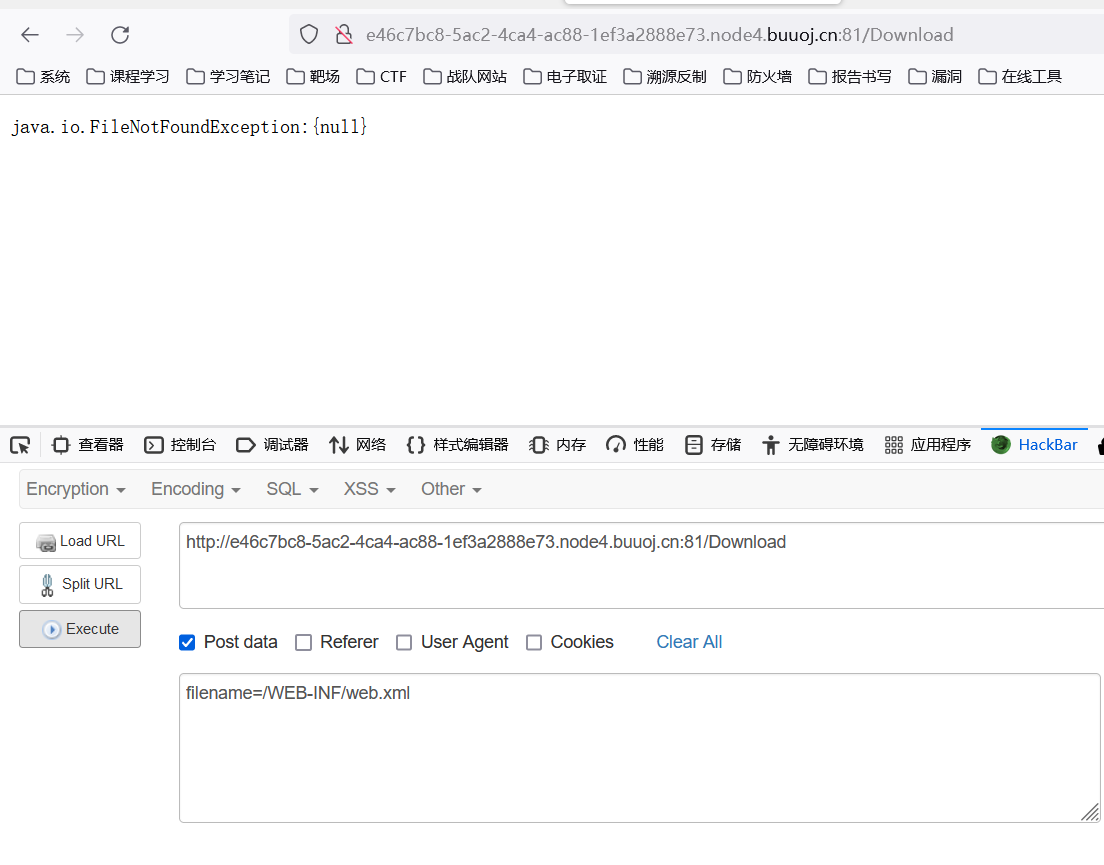 e46c7bc8-5ac2-4ca4-ac88-1ef3a2888e73.node4.buuoj.cn:81/Download
系统 课程学习 学习笔记 靶场 CTF 战队网站 电子取证 溯源反制 防火墙 报告书写 漏洞 在线工具
java.io.FileNotFoundException:{null}
查看器 控制台 调试器 网络 样式编辑器 内存 性能 存储 无障碍环境 应用程序 HackBar
Encryption Encoding SQL XSS Other
Load URL
http://e46c7bc8-5ac2-4ca4-ac88-1ef3a2888e73.node4.buuoj.cn:81/Download
Split URL
Execute
Post data Referer User Agent Cookies Clear All
filename=/WEB-INF/web.xml